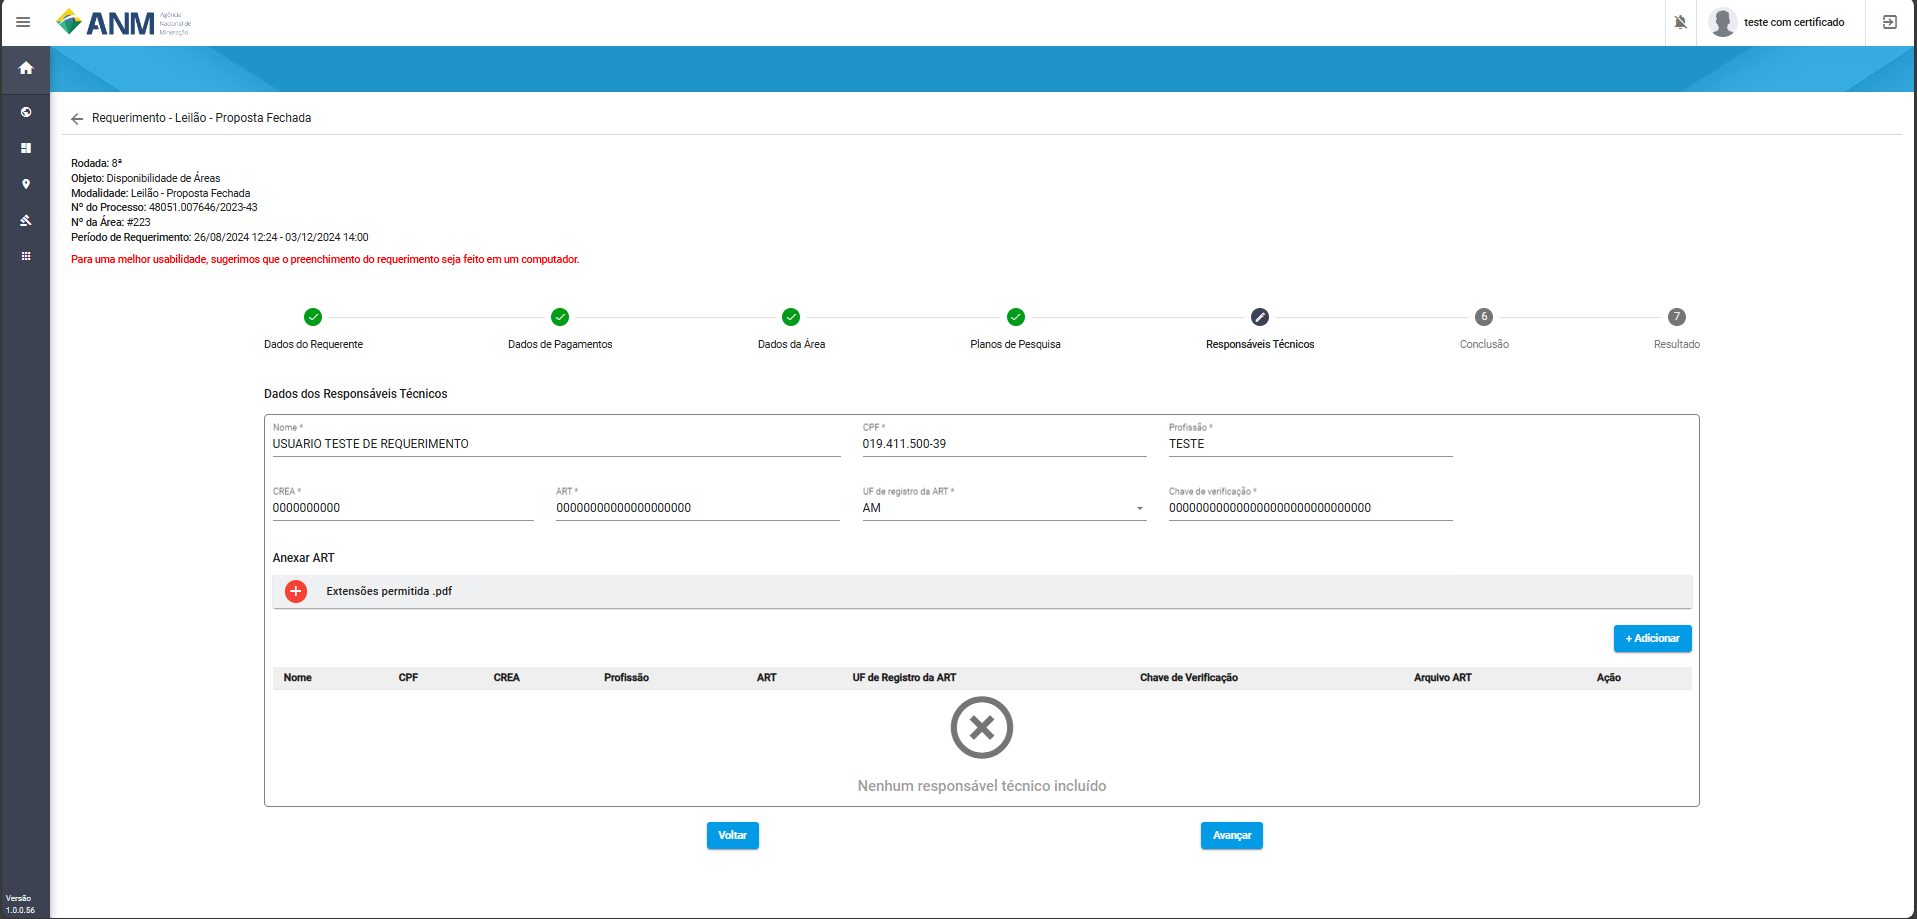 ANM Agência
Nacional de
Mineração
teste com certificado
Requerimento - Leilão - Proposta Fechada
Rodada: 8ª
Objeto: Disponibilidade de Áreas
Modalidade: Leilão - Proposta Fechada
Nº do Processo: 48051.007646/2023-43
Nº da Área: #223
Período de Requerimento: 26/08/2024 12:24 - 03/12/2024 14:00
Para uma melhor usabilidade, sugerimos que o preenchimento do requerimento seja feito em um computador.
6 7
Dados do Requerente Dados de Pagamentos Dados da Área Planos de Pesquisa Responsáveis Técnicos Conclusão Resultado
Dados dos Responsáveis Técnicos
Nome * CPF * Profissão *
USUARIO TESTE DE REQUERIMENTO 019.411.500-39 TESTE
CREA * ART * UF de registro da ART * Chave de verificação *
0000000000 00000000000000000000 AM 000000000000000000000000000000
Anexar ART
+ Extensões permitida .pdf
+ Adicionar
Nome CPF CREA Profissão ART UF de Registro da ART Chave de Verificação Arquivo ART Ação
Nenhum responsável técnico incluído
Voltar Avançar
Versão
1.0.0.56